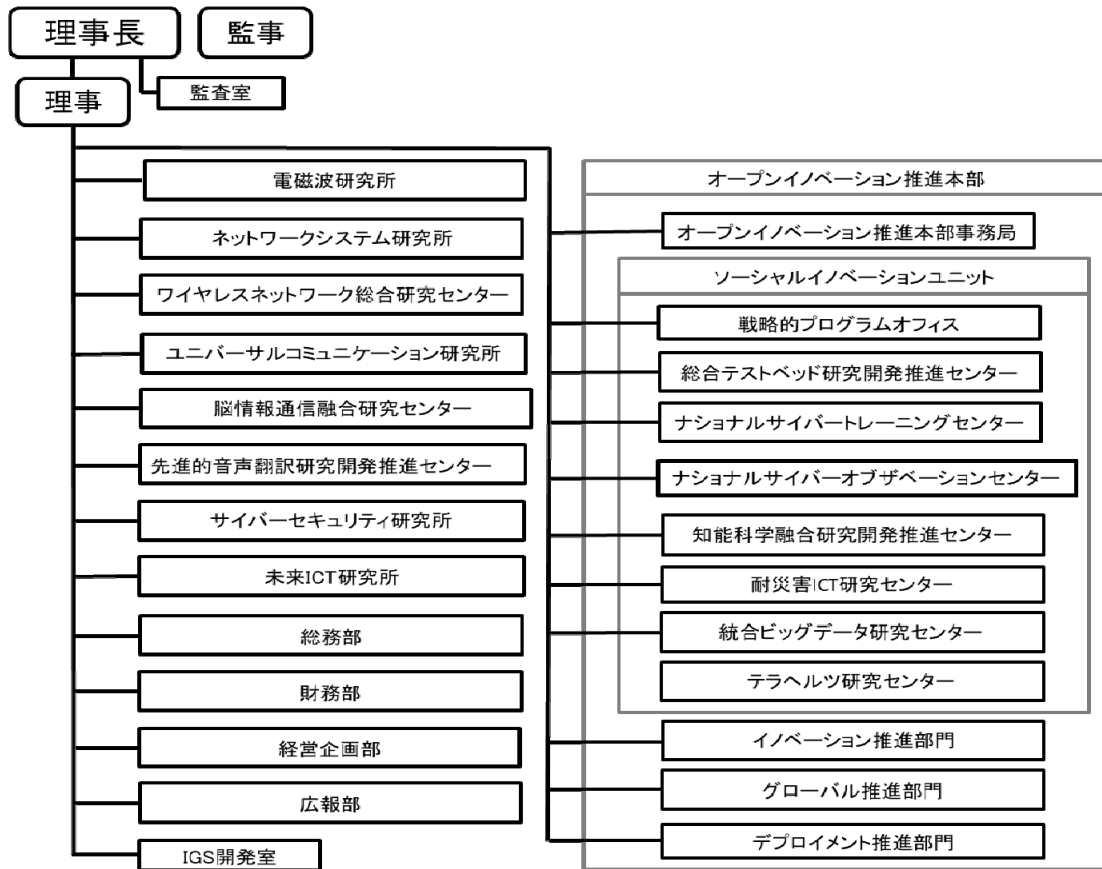 理事長
監事
監査室
理事
電磁波研究所
ネットワークシステム研究所
ワイヤレスネットワーク総合研究センター
ユニバーサルコミュニケーション研究所
脳情報通信融合研究センター
先進的音声翻訳研究開発推進センター
サイバーセキュリティ研究所
未来ICT研究所
総務部
財務部
経営企画部
広報部
IGS開発室
オープンイノベーション推進本部
オープンイノベーション推進本部事務局
ソーシャルイノベーションユニット
戦略的プログラムオフィス
総合テストベッド研究開発推進センター
ナショナルサイバートレーニングセンター
ナショナルサイバーオブザベーションセンター
知能科学融合研究開発推進センター
耐災害ICT研究センター
統合ビッグデータ研究センター
テラヘルツ研究センター
イノベーション推進部門
グローバル推進部門
デプロイメント推進部門